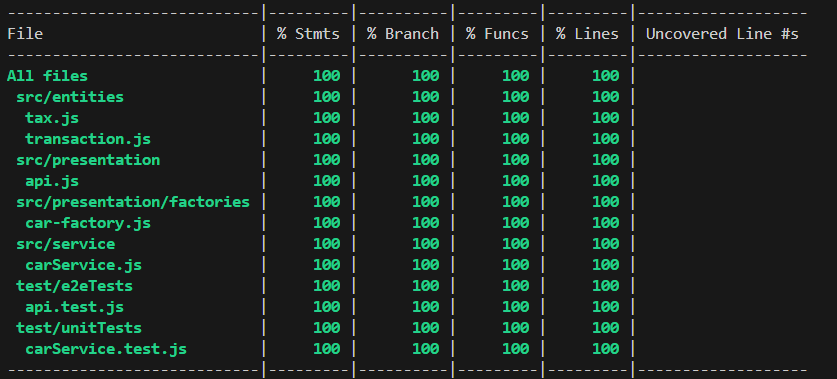 ----------------------------|---------|----------|---------|---------|-------------------
File                        | % Stmts | % Branch | % Funcs | % Lines | Uncovered Line #s
----------------------------|---------|----------|---------|---------|-------------------
All files                   |     100 |      100 |     100 |     100 |
 src/entities               |     100 |      100 |     100 |     100 |
  tax.js                    |     100 |      100 |     100 |     100 |
  transaction.js            |     100 |      100 |     100 |     100 |
 src/presentation           |     100 |      100 |     100 |     100 |
  api.js                    |     100 |      100 |     100 |     100 |
 src/presentation/factories |     100 |      100 |     100 |     100 |
  car-factory.js            |     100 |      100 |     100 |     100 |
 src/service                |     100 |      100 |     100 |     100 |
  carService.js             |     100 |      100 |     100 |     100 |
 test/e2eTests              |     100 |      100 |     100 |     100 |
  api.test.js               |     100 |      100 |     100 |     100 |
 test/unitTests             |     100 |      100 |     100 |     100 |
  carService.test.js        |     100 |      100 |     100 |     100 |
----------------------------|---------|----------|---------|---------|-------------------